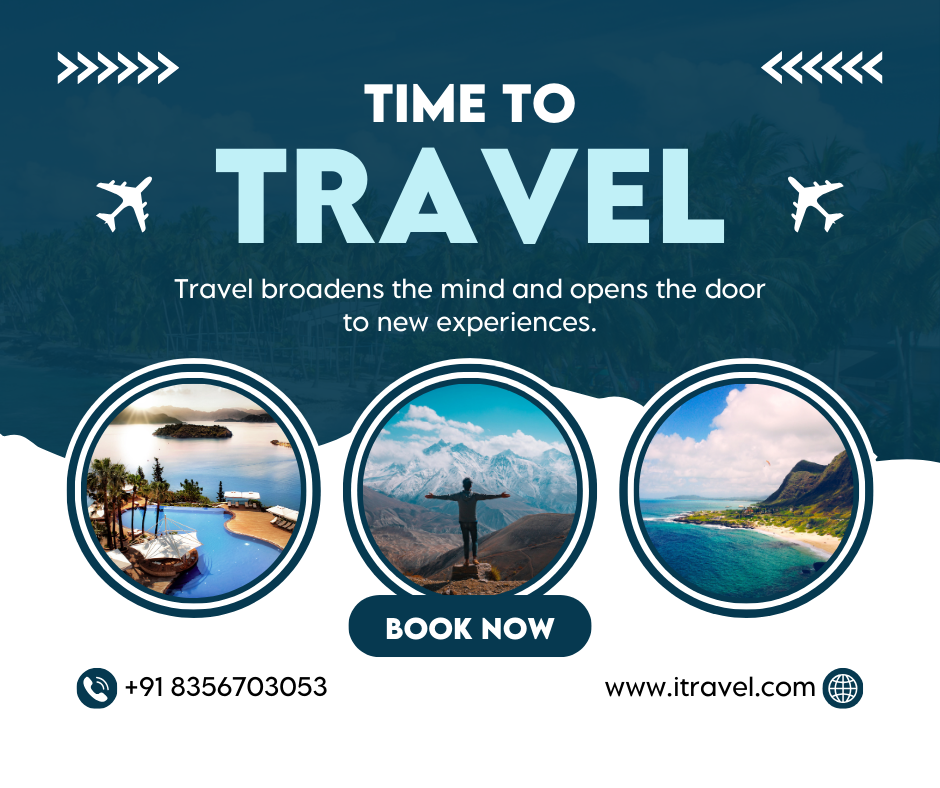 TIME TO
TRAVEL
Travel broadens the mind and opens the door
to new experiences.
BOOK NOW
+91 8356703053
www.itravel.com